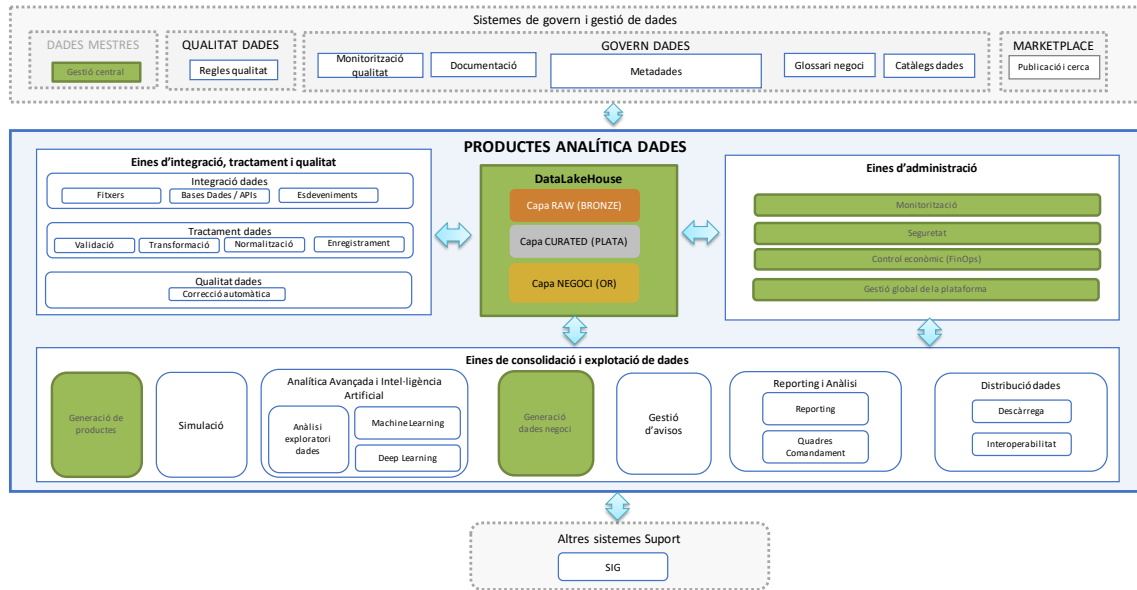 Sistemes de govern i gestió de dades
DADES MESTRES
Gestió central
QUALITAT DADES
Regles qualitat
GOVERN DADES
Monitorització
qualitat
Documentació
Metadades
Glossari negoci
Catàlegs dades
MARKETPLACE
Publicació i cerca
PRODUCTES ANALÍTICA DADES
Eines d'integració, tractament i qualitat
Integració dades
Fitxers
Bases Dades / APIs
Esdeveniments
Tractament dades
Validació
Transformació
Normalització
Enregistrament
Qualitat dades
Correcció automàtica
DataLakeHouse
Capa RAW (BRONZE)
Capa CURATED (PLATA)
Capa NEGOCI (OR)
Eines d'administració
Monitorització
Seguretat
Control econòmic (FinOps)
Gestió global de la plataforma
Eines de consolidació i explotació de dades
Generació de
productes
Simulació
Analítica Avançada i Intel·ligència
Artificial
Anàlisi
exploratori
dades
Machine Learning
Deep Learning
Generació
dades negoci
Gestió
d'avisos
Reporting i Anàlisi
Reporting
Quadres
Comandament
Distribució dades
Descàrrega
Interoperabilitat
Altres sistemes Suport
SIG